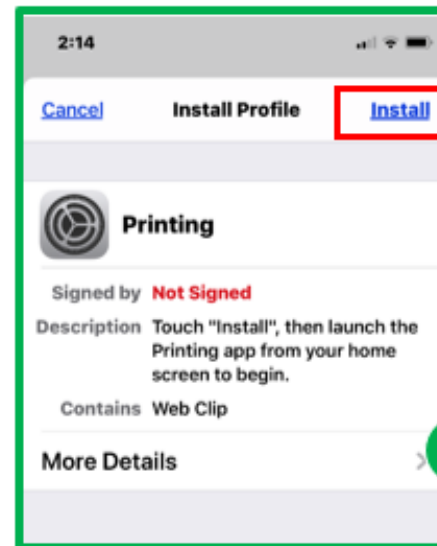 2:14
Cancel Install Profile Install
Printing
Signed by Not Signed
Description Touch "Install", then launch the
Printing app from your home
screen to begin.
Contains Web Clip
More Details